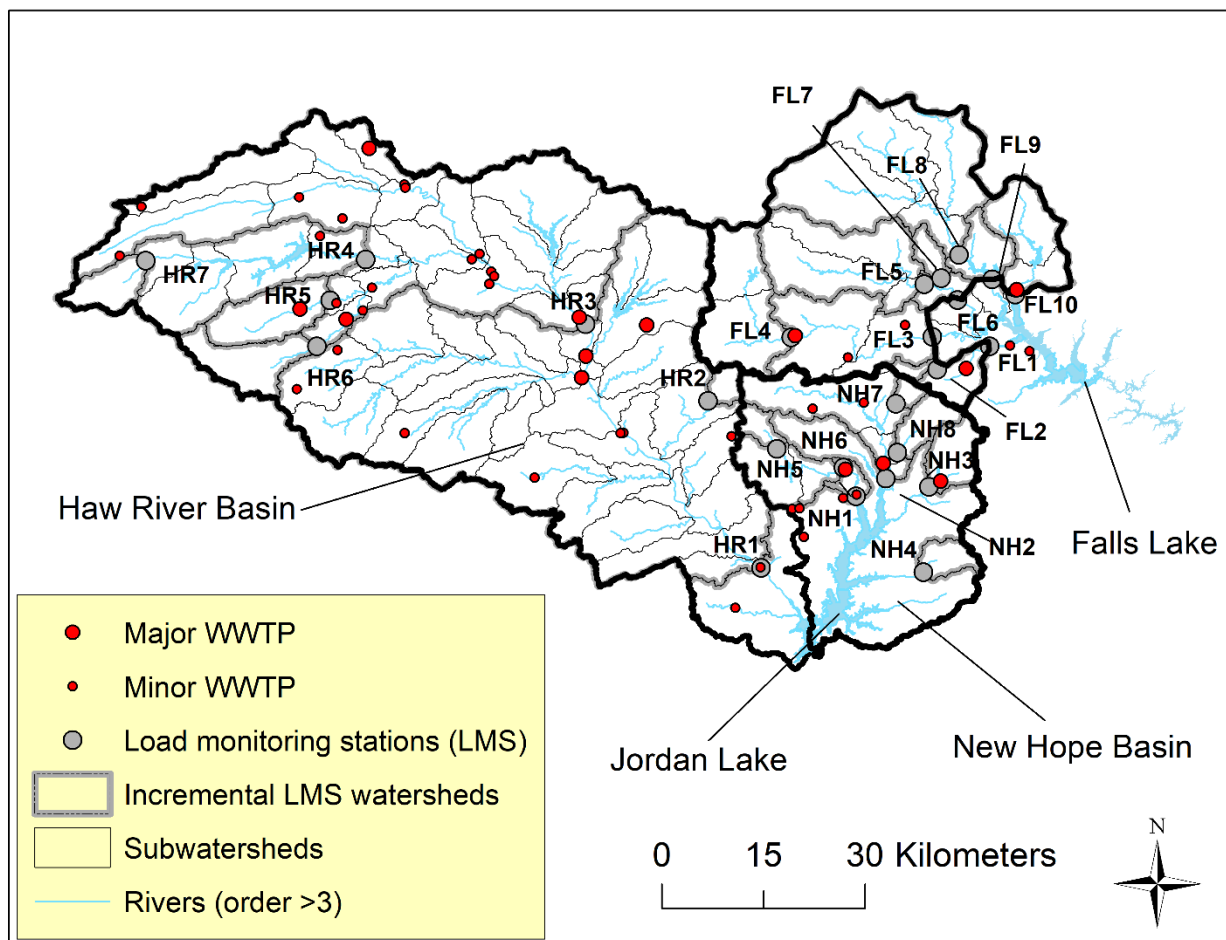 FL7
FL9
FL8
HR4
HR7
FL5
HR5
FL10
HR3
FL6
FL4
FL3
FL1
HR6
HR2
NH7
FL2
NH8
NH6
NH5
NH3
Haw River Basin
NH1
HR1
NH2
Falls Lake
NH4
Major WWTP
Minor WWTP
Load monitoring stations (LMS)
Incremental LMS watersheds
Subwatersheds
Rivers (order >3)
Jordan Lake
New Hope Basin
0 15 30 Kilometers
N